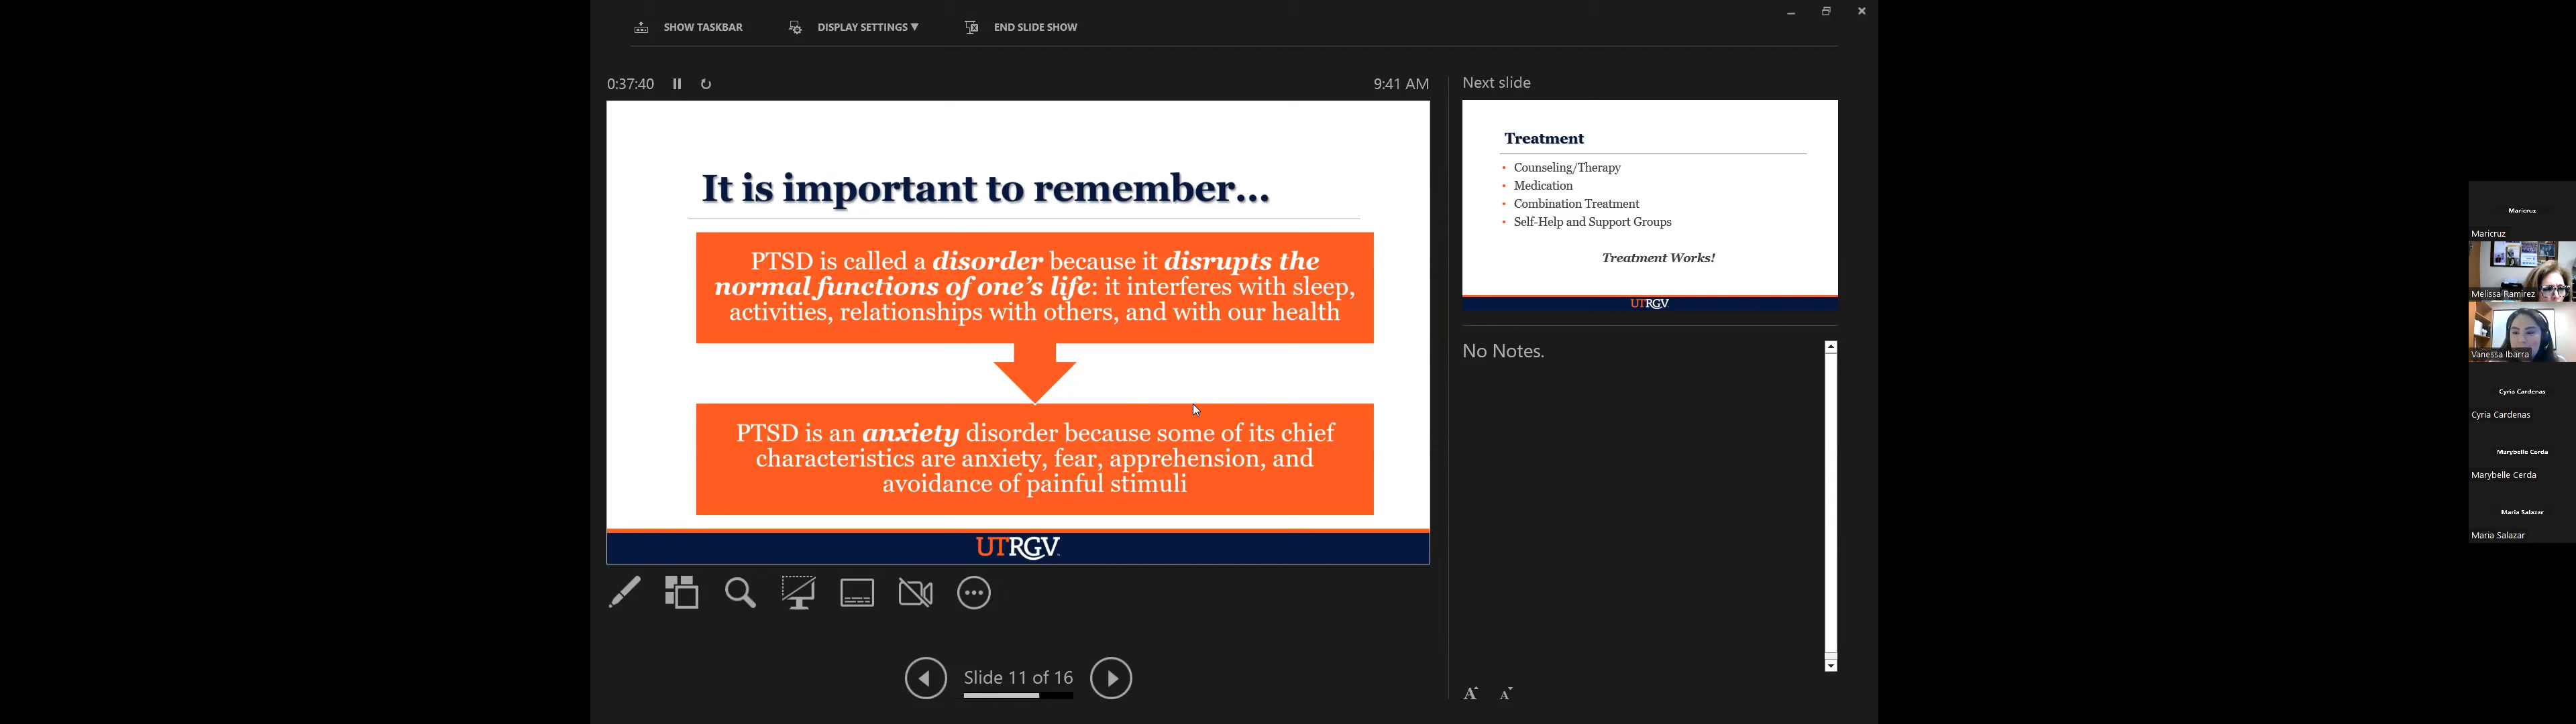 SHOW TASKBAR
DISPLAY SETTINGS ▼
END SLIDE SHOW
0:37:40
9:41 AM
It is important to remember...
PTSD is called a disorder because it disrupts the
normal functions of one's life: it interferes with sleep,
activities, relationships with others, and with our health
PTSD is an anxiety disorder because some of its chief
characteristics are anxiety, fear, apprehension, and
avoidance of painful stimuli
UTRGV
Slide 11 of 16
Next slide
Treatment
• Counseling/Therapy
• Medication
• Combination Treatment
• Self-Help and Support Groups
Treatment Works!
UTRGV
No Notes.
A A
Maricruz
Maricruz
Melissa Ramirez
Vanessa Ibarra
Cyria Cardenas
Cyria Cardenas
Marybelle Cerda
Marybelle Cerda
Maria Salazar
Maria Salazar